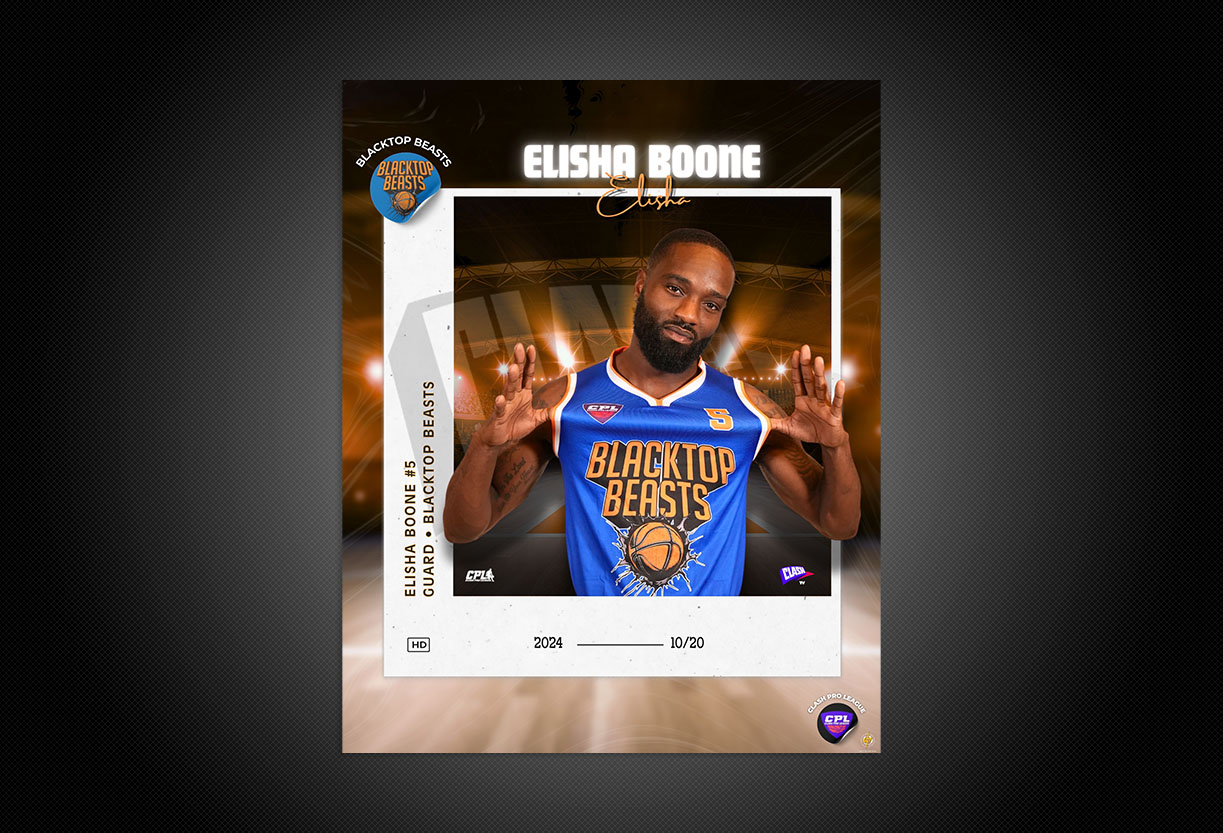 BLACKTOP BEASTS
BLACKTOP
BEASTS
ELISHA BOONE
Elisha
CPL
5
BLACKTOP
BEASTS
ELISHA BOONE #5
GUARD • BLACKTOP BEASTS
CPL
CLASH
TV
HD
2024
10/20
CLASH PRO LEAGUE
CPL